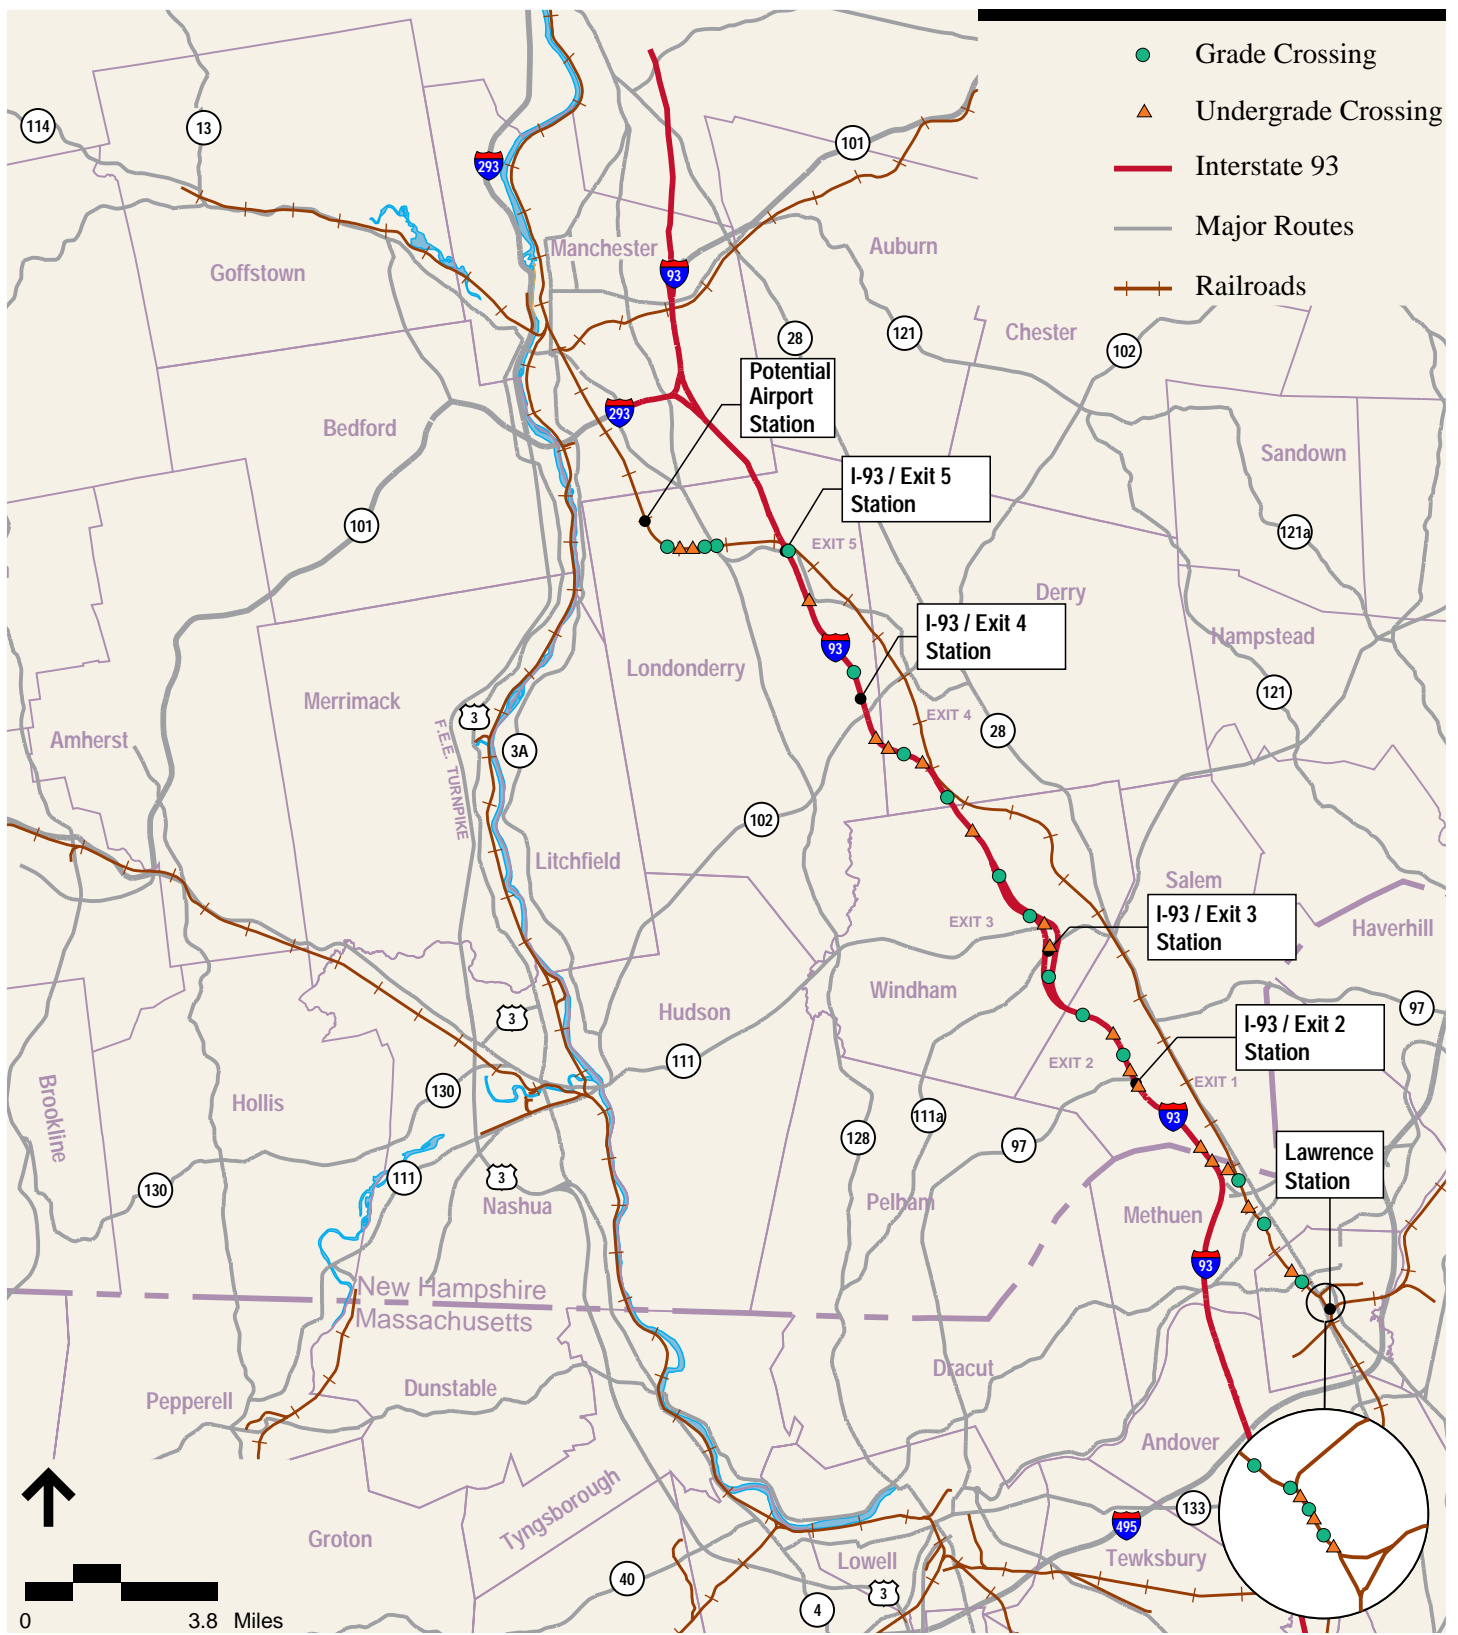 Grade Crossing
Undergrade Crossing
Interstate 93
Major Routes
Railroads
114
13
293
101
Manchester
Auburn
Goffstown
93
28
121
Chester
102
Potential
Airport
Station
293
Bedford
Sandown
I-93 / Exit 5
Station
101
121a
EXIT 5
Derry
I-93 / Exit 4
Station
Hampstead
93
Londonderry
Merrimack
121
3
EXIT 4
28
Amherst
3A
F.E.E. TURNPIKE
102
Litchfield
Salem
I-93 / Exit 3
Station
EXIT 3
Haverhill
Windham
Hudson
97
3
I-93 / Exit 2
Station
111
EXIT 2
EXIT 1
130
Hollis
Brookline
111a
93
128
97
Lawrence
Station
111
3
130
Nashua
Pelham
Methuen
93
New Hampshire
Massachusetts
Dracut
Dunstable
Pepperell
Andover
Tyngsborough
133
495
Groton
Lowell
Tewksbury
40
3
4
0
3.8 Miles